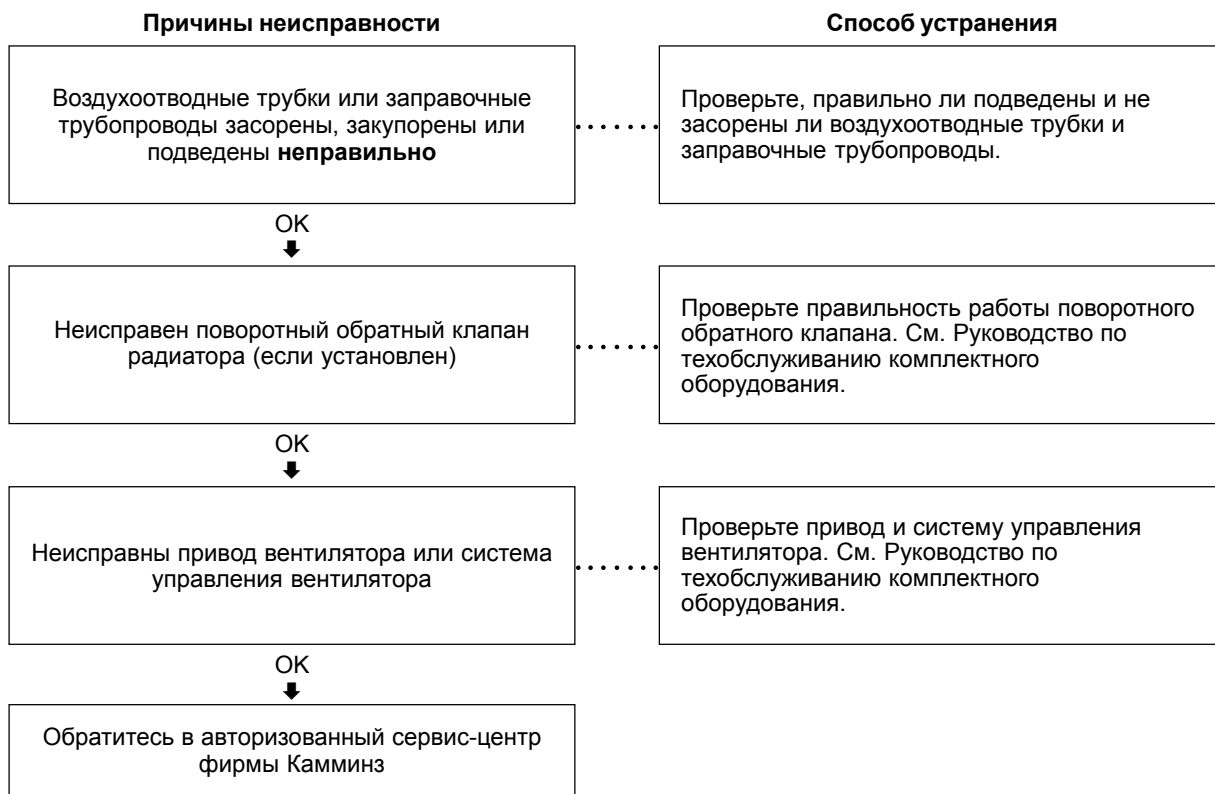 Причины неисправности
Способ устранения
Воздухоотводные трубки или заправочные
трубопроводы засорены, закупорены или
подведены неправильно
Проверьте, правильно ли подведены и не
засорены ли воздухоотводные трубки и
заправочные трубопроводы.
OK
Неисправен поворотный обратный клапан
радиатора (если установлен)
Проверьте правильность работы поворотного
обратного клапана. См. Руководство по
техобслуживанию комплектного
оборудования.
OK
Неисправны привод вентилятора или система
управления вентилятора
Проверьте привод и систему управления
вентилятора. См. Руководство по
техобслуживанию комплектного
оборудования.
OK
Обратитесь в авторизованный сервис-центр
фирмы Камминз